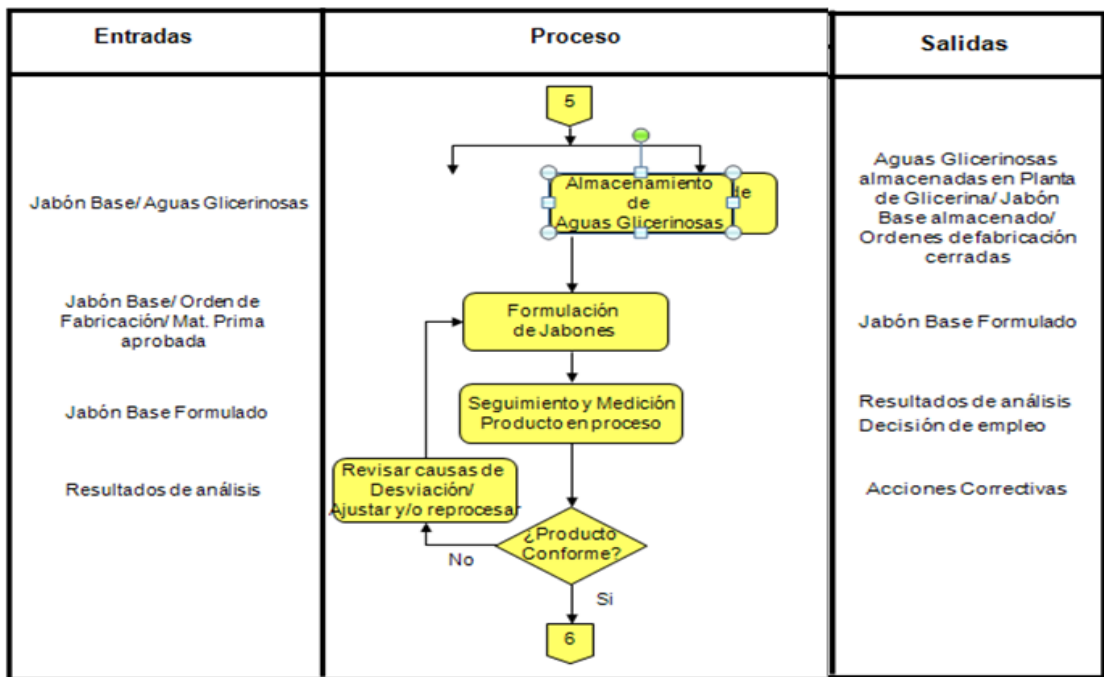 Entradas
Proceso
Salidas
5
Jabón Base/ Aguas Glicerinosas
Almacenamiento
de
Aguas Glicerinosas
de
Aguas Glicerinosas
almacenadas en Planta
de Glicerina/ Jabón
Base almacenado/
Ordenes de fabricación
cerradas
Jabón Base/ Orden de
Fabricación/ Mat. Prima
aprobada
Formulación
de Jabones
Jabón Base Formulado
Jabón Base Formulado
Seguimiento y Medición
Producto en proceso
Resultados de análisis
Decisión de empleo
Resultados de análisis
Revisar causas de
Desviación/
Ajustar y/o reprocesar
Acciones Correctivas
¿Producto
Conforme?
No
Si
6